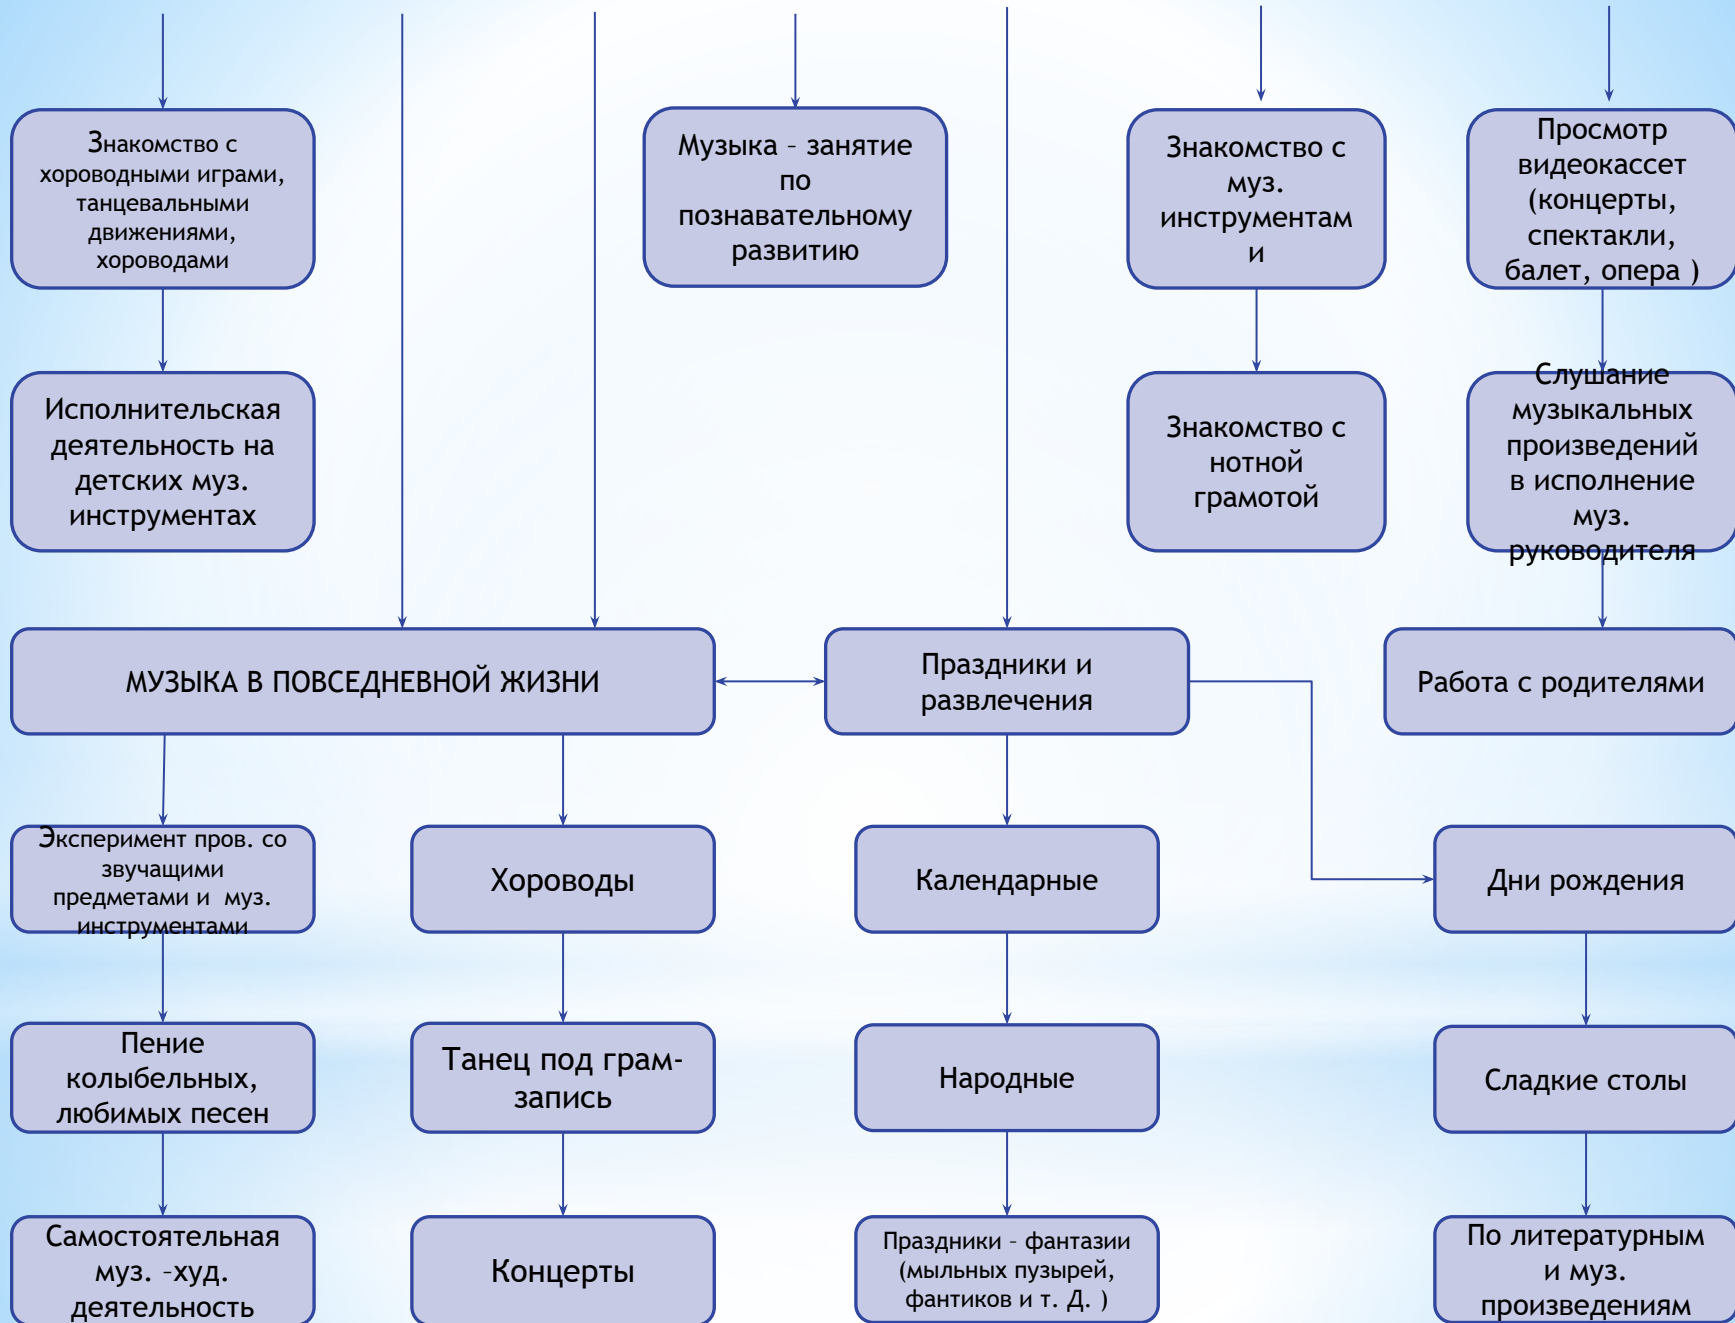 Знакомство с
хороводными играми,
танцевальными
движениями,
хороводами
Музыка - занятие
по
познавательному
развитию
Знакомство с
муз.
инструментам
и
Просмотр
видеокассет
(концерты,
спектакли,
балет, опера )
Исполнительская
деятельность на
детских муз.
инструментах
Знакомство с
нотной
грамотой
Слушание
музыкальных
произведений
в исполнение
муз.
руководителя
МУЗЫКА В ПОВСЕДНЕВНОЙ ЖИЗНИ
Праздники и
развлечения
Работа с родителями
Эксперимент пров. со
звучащими
предметами и муз.
инструментами
Хороводы
Календарные
Дни рождения
Пение
колыбельных,
любимых песен
Танец под грам-
запись
Народные
Сладкие столы
Самостоятельная
муз. -худ.
деятельность
Концерты
Праздники - фантазии
(мыльных пузырей,
фантиков и т. Д. )
По литературным
и муз.
произведениям